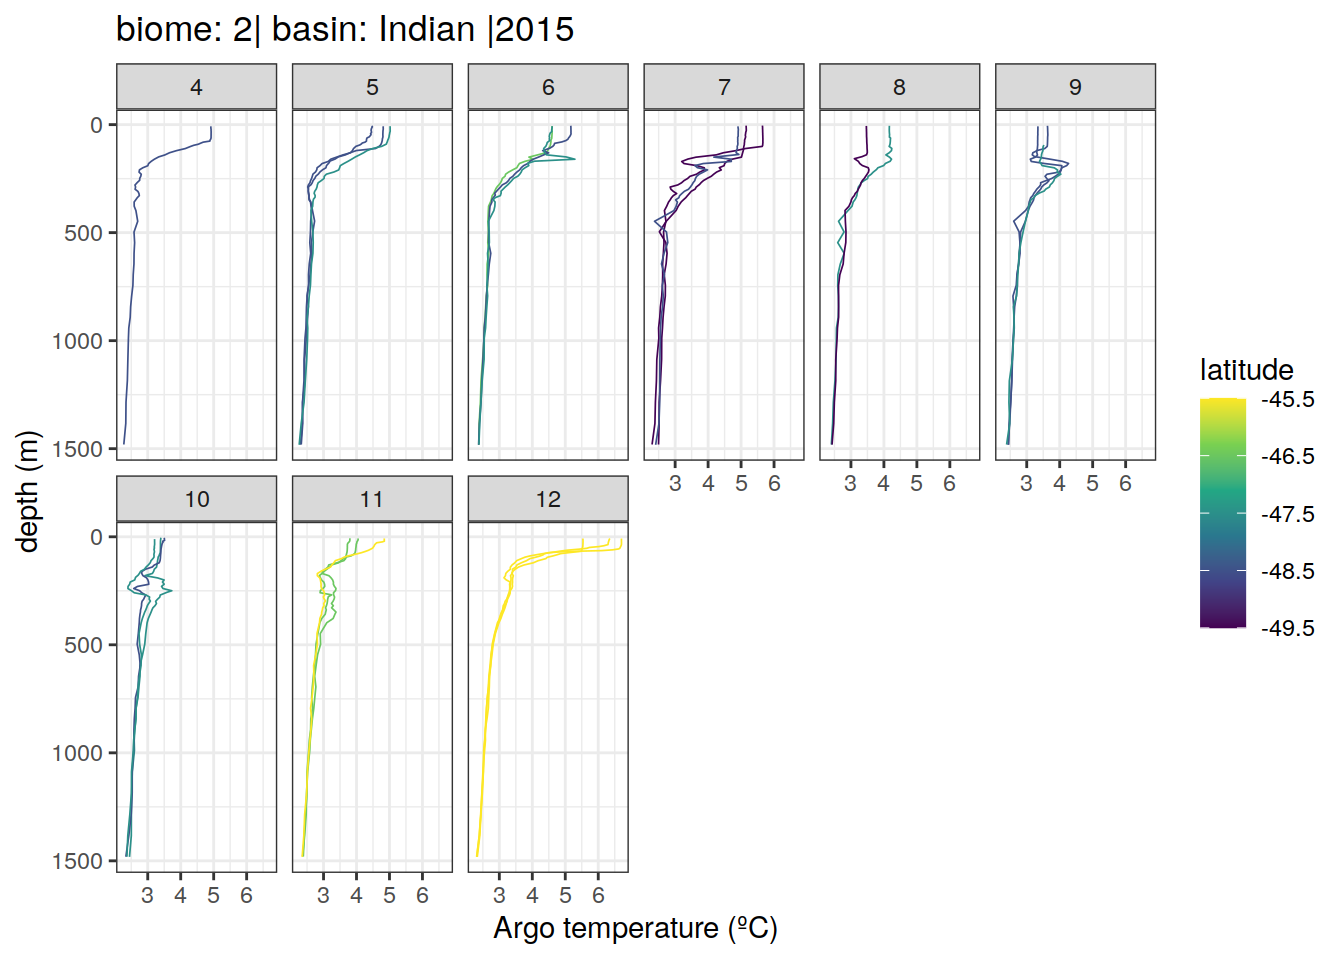 biome: 2| basin: Indian |2015
4 5 6 7 8 9
0
500
1000
1500
3 4 5 6 3 4 5 6 3 4 5 6
10 11 12
0
500
1000
1500
3 4 5 6 3 4 5 6 3 4 5 6
Argo temperature (ºC)
depth (m)
latitude
-45.5
-46.5
-47.5
-48.5
-49.5